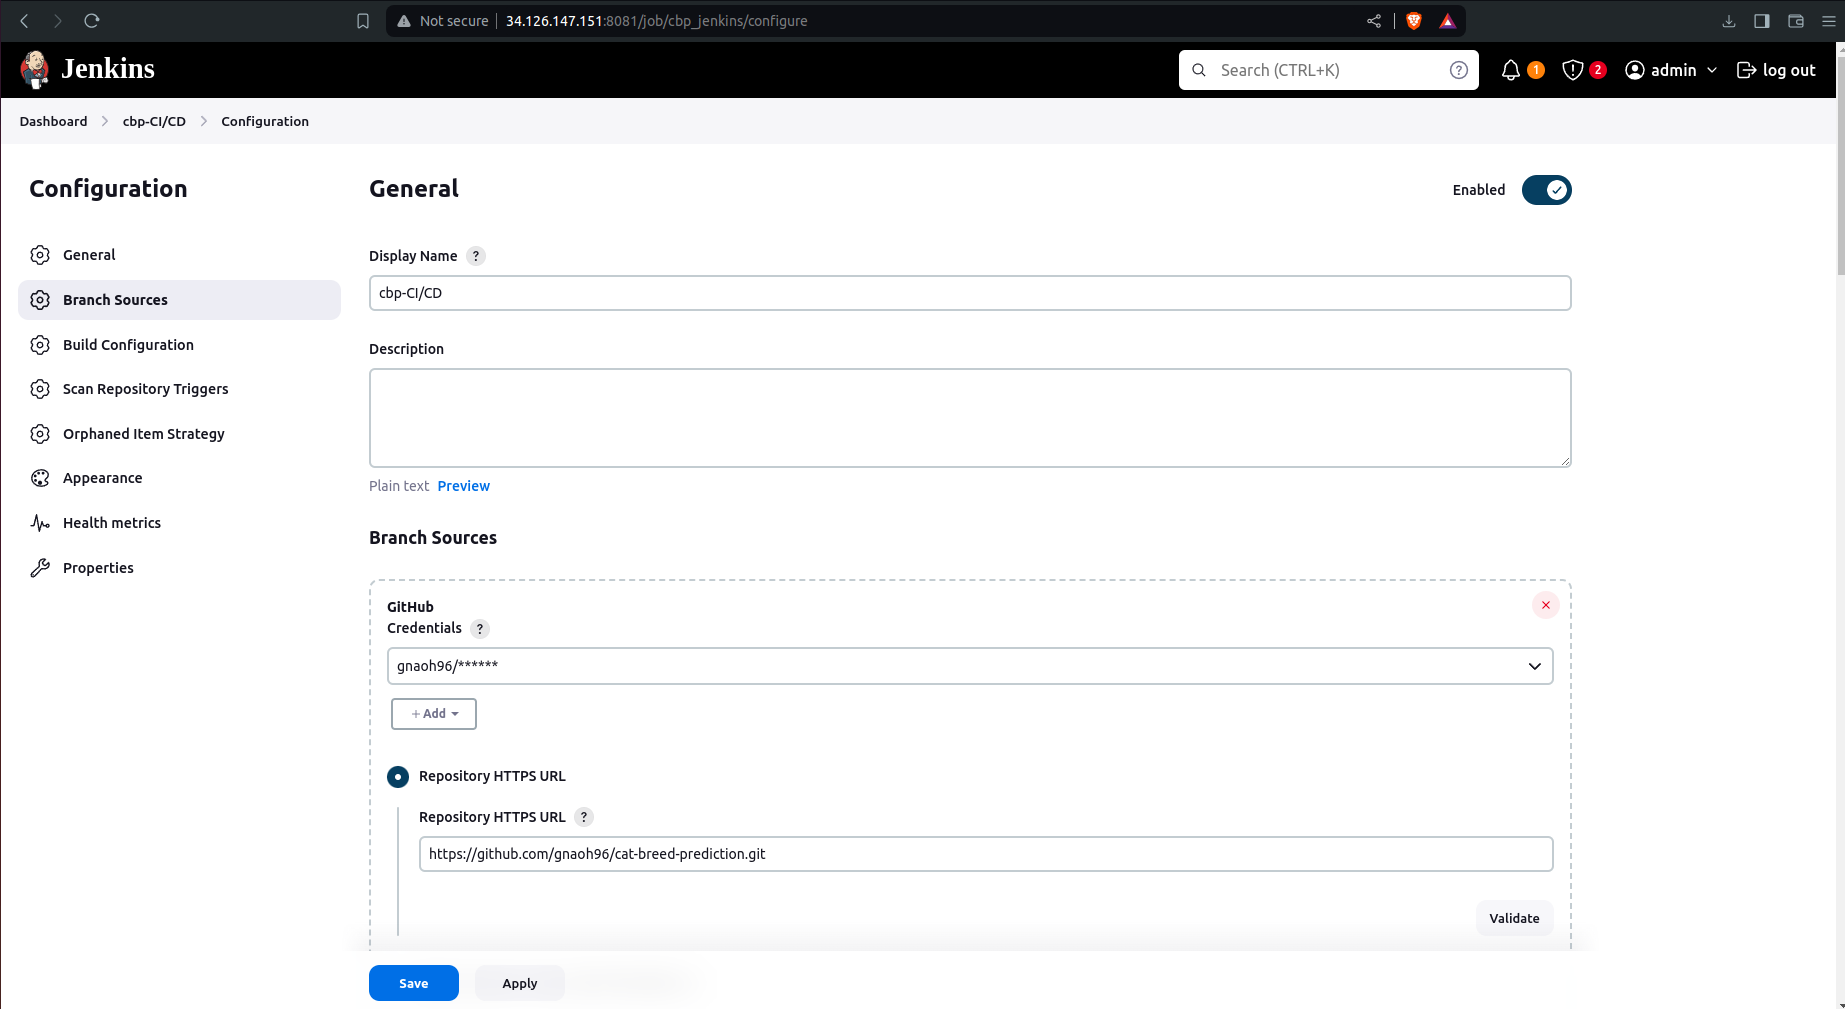 Not secure 34.126.147.151:8081/job/cbp_jenkins/configure
Jenkins
Search (CTRL+K) ?
1
2
admin
log out
Dashboard
cbp-CI/CD
Configuration
Configuration
General
Branch Sources
Build Configuration
Scan Repository Triggers
Orphaned Item Strategy
Appearance
Health metrics
Properties
General
Enabled
Display Name ?
cbp-CI/CD
Description
Plain text Preview
Branch Sources
GitHub
Credentials ?
gnaoh96/******
+ Add
Repository HTTPS URL
Repository HTTPS URL ?
https://github.com/gnaoh96/cat-breed-prediction.git
Validate
Save
Apply